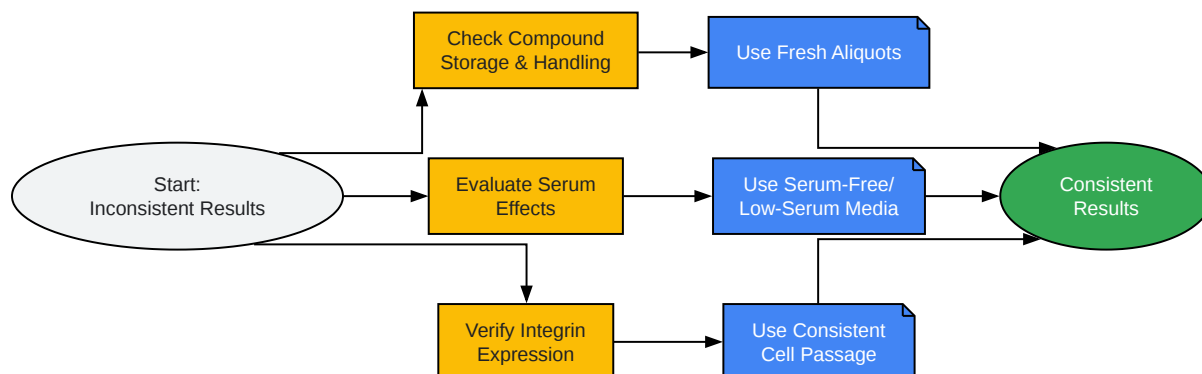 Check Compound
Storage & Handling
Use Fresh Aliquots
Start:
Inconsistent Results
Evaluate Serum
Effects
Use Serum-Free/
Low-Serum Media
Consistent
Results
Verify Integrin
Expression
Use Consistent
Cell Passage